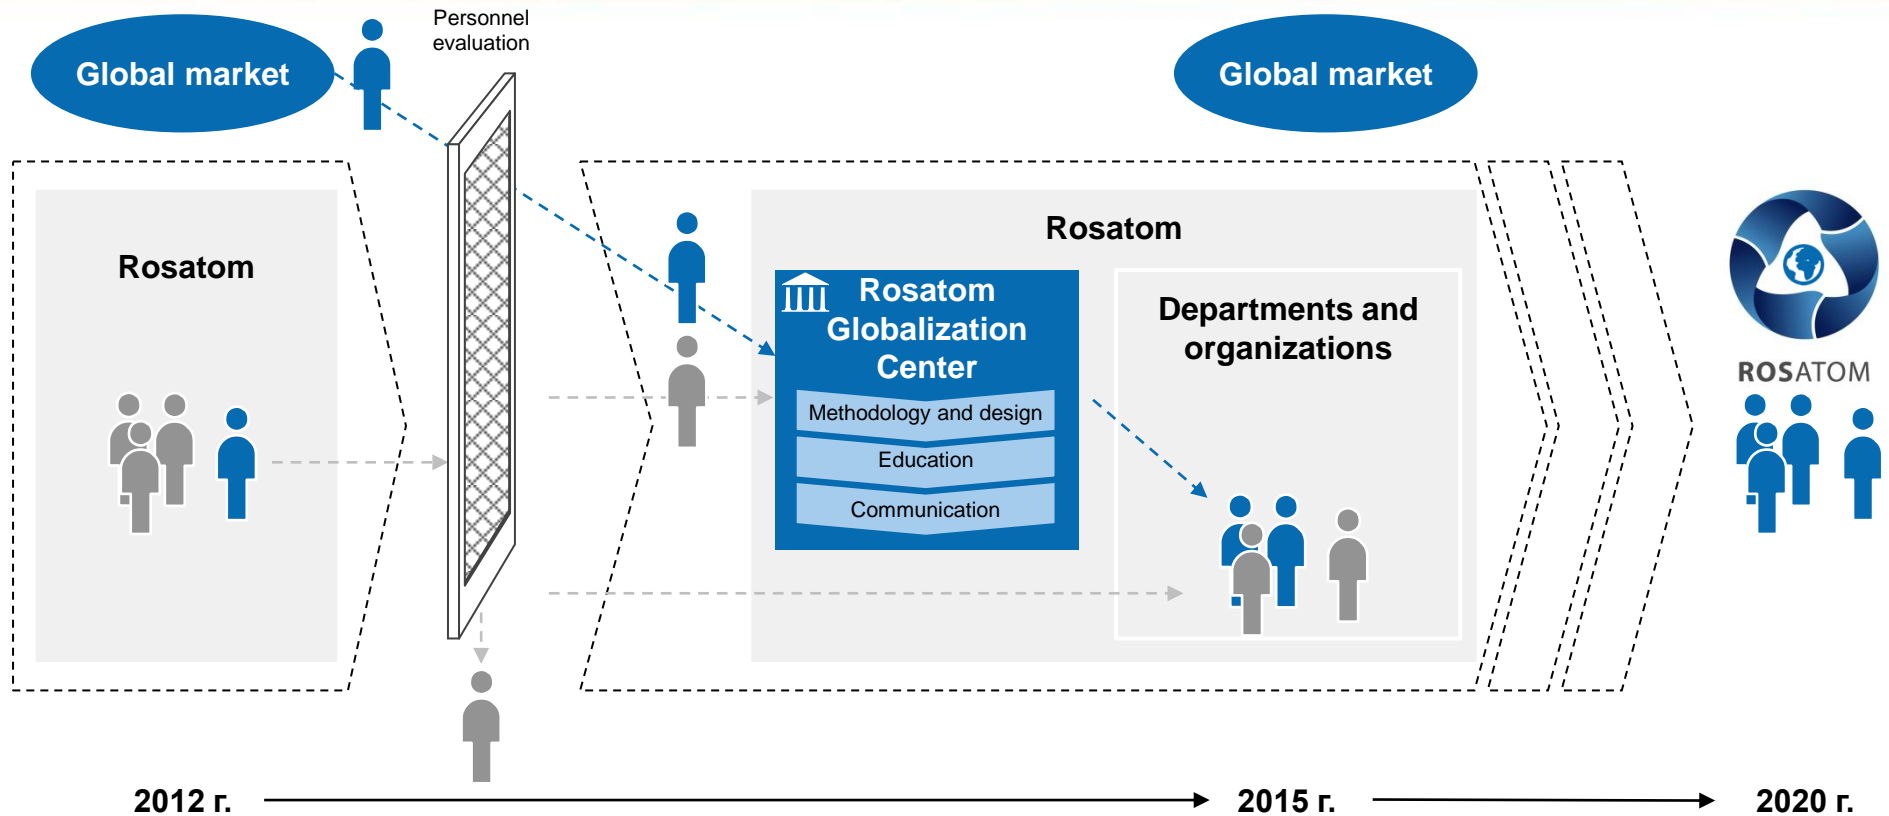 Personnel
evaluation
Global market
Global market
Rosatom
Rosatom
Rosatom
Globalization
Center
Methodology and design
Education
Communication
Departments and
organizations
ROSATOM
2012 г.
2015 г.
2020 г.